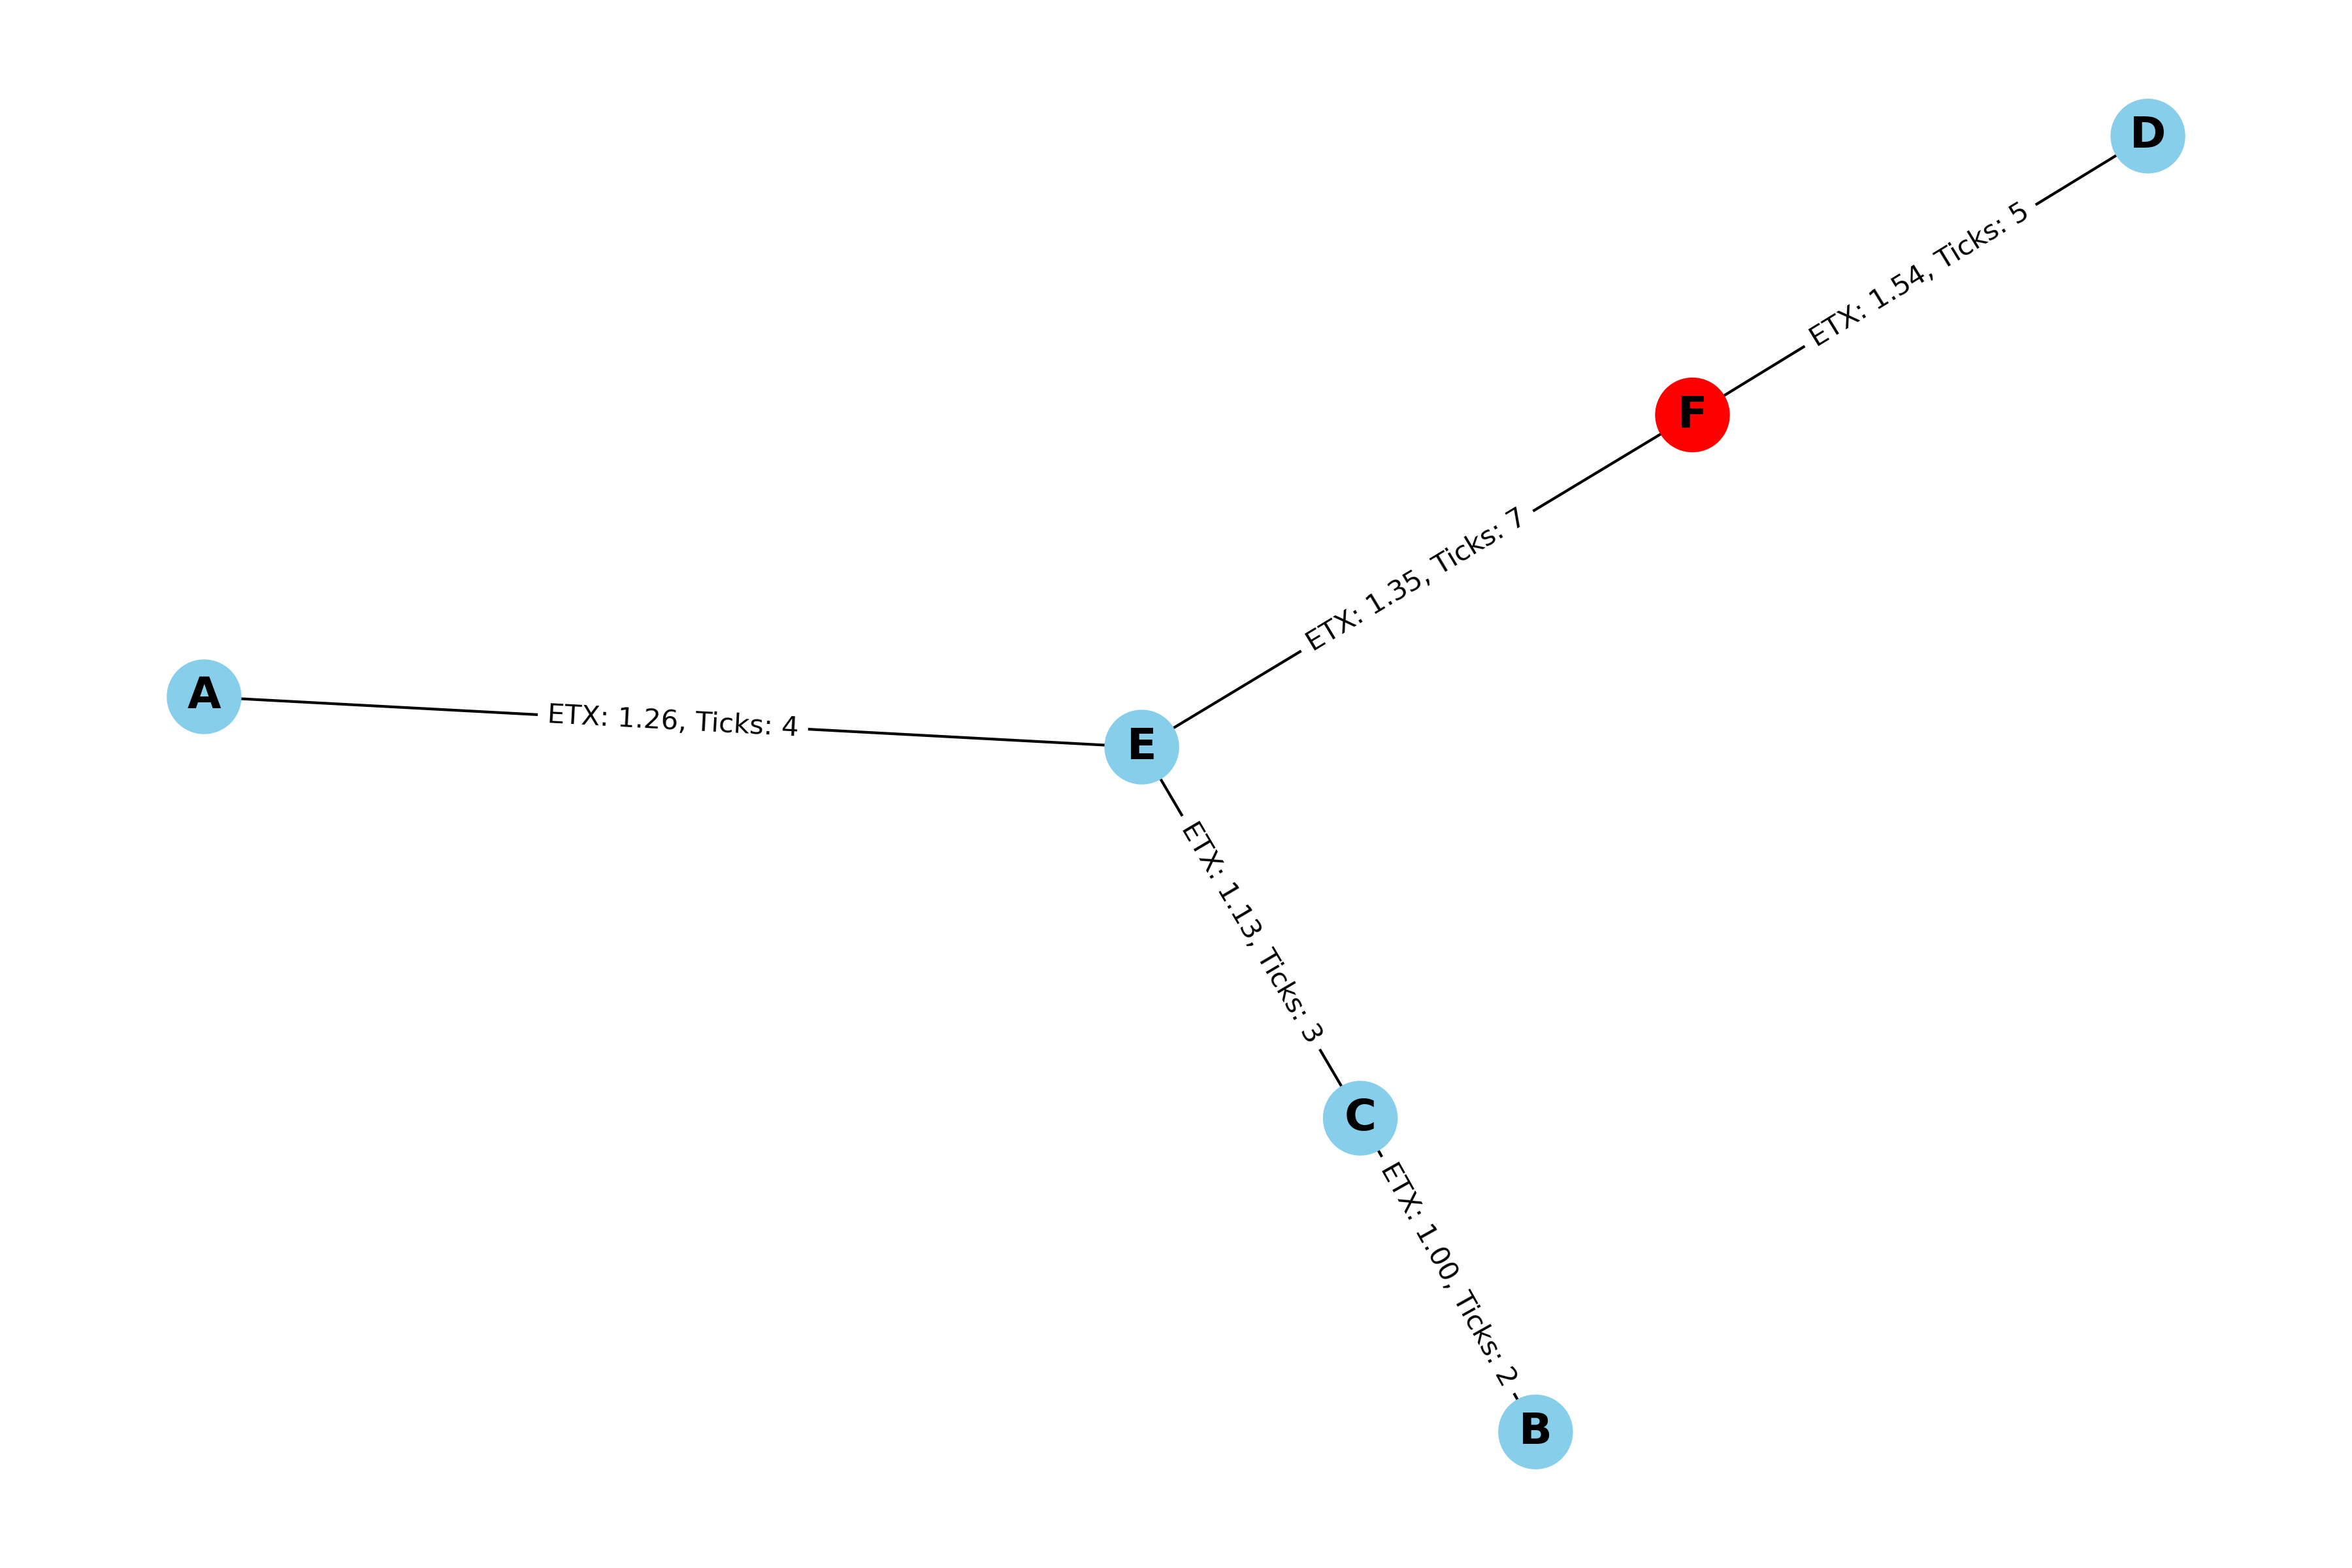 D
ETX: 1.54, Ticks: 5
F
ETX: 1.35, Ticks: 7
A
ETX: 1.26, Ticks: 4
E
ETX: 1.13, Ticks: 3
C
ETX: 1.00, Ticks: 2
B